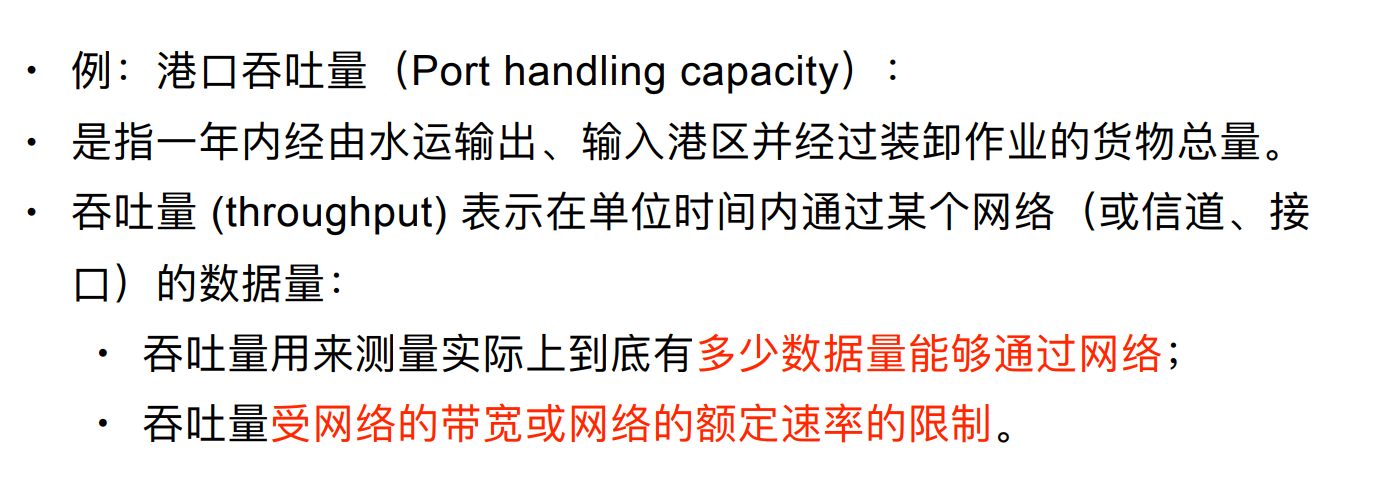 • 例：港口吞吐量（Port handling capacity）：
• 是指一年内经由水运输出、输入港区并经过装卸作业的货物总量。
• 吞吐量 (throughput) 表示在单位时间内通过某个网络（或信道、接
口）的数据量：
• 吞吐量用来测量实际上到底有多少数据量能够通过网络；
• 吞吐量受网络的带宽或网络的额定速率的限制。